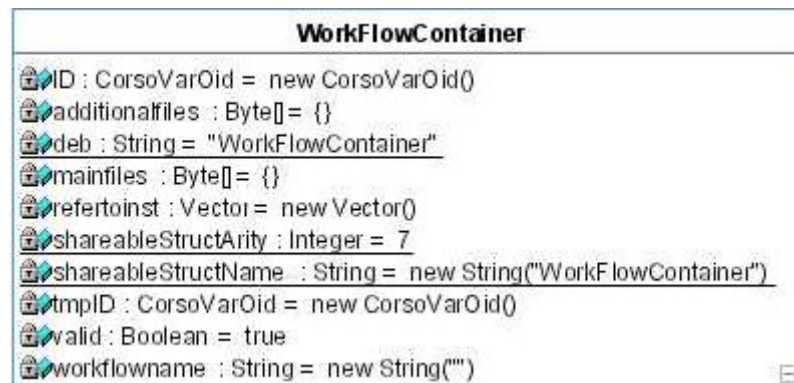 WorkFlowContainer
ID : CorsoVarOid = new CorsoVarOid()
additionalfiles : Byte[] = {}
deb : String = "WorkFlowContainer"
mainfiles : Byte[] = {}
refertoinst : Vector = new Vector()
shareableStructArity : Integer = 7
shareableStructName : String = new String("WorkFlowContainer")
tmpID : CorsoVarOid = new CorsoVarOid()
valid : Boolean = true
workflowname : String = new String("")